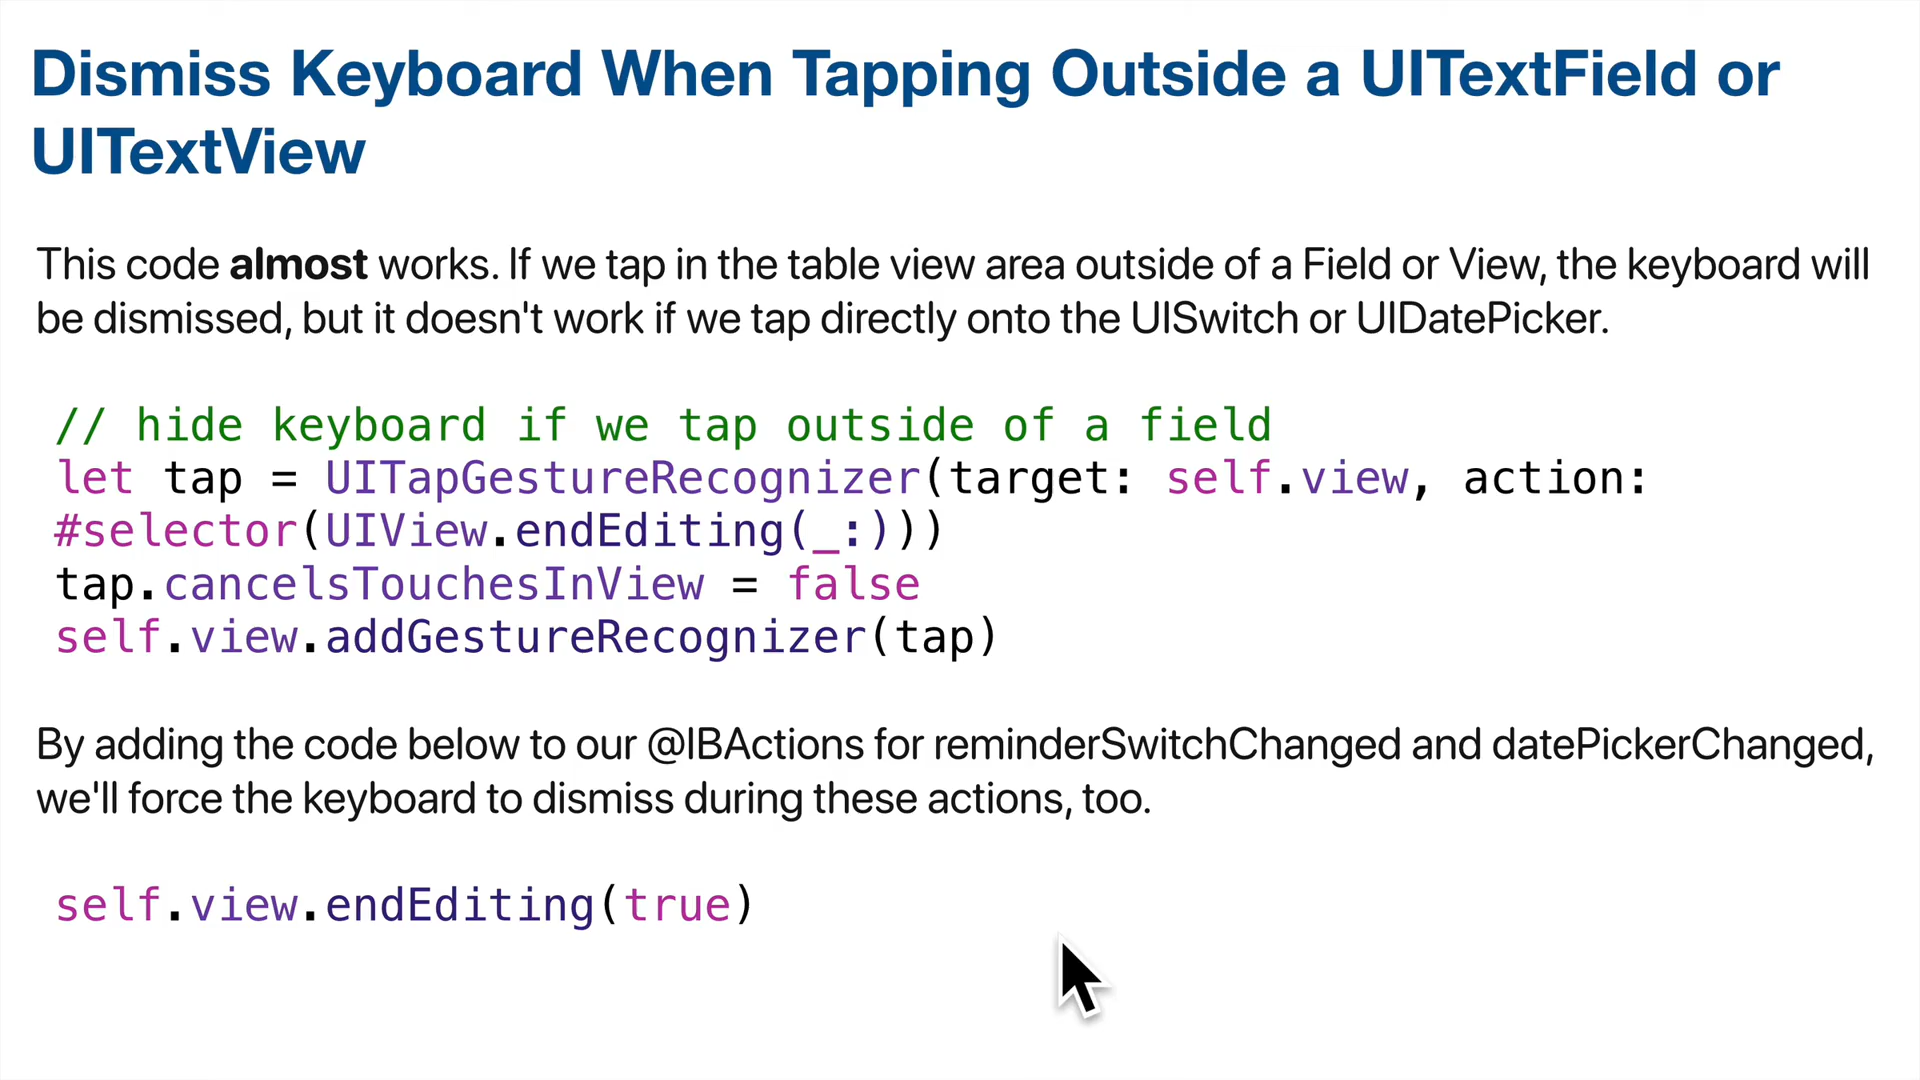 Dismiss Keyboard When Tapping Outside a UITextField or
UITextView
This code almost works. If we tap in the table view area outside of a Field or View, the keyboard will
be dismissed, but it doesn't work if we tap directly onto the UISwitch or UIDatePicker.
// hide keyboard if we tap outside of a field
let tap = UITapGestureRecognizer(target: self.view, action:
#selector(UIView.endEditing(_:)))
tap.cancelsTouchesInView = false
self.view.addGestureRecognizer(tap)
By adding the code below to our @IBActions for reminderSwitchChanged and datePickerChanged,
we'll force the keyboard to dismiss during these actions, too.
self.view.endEditing(true)